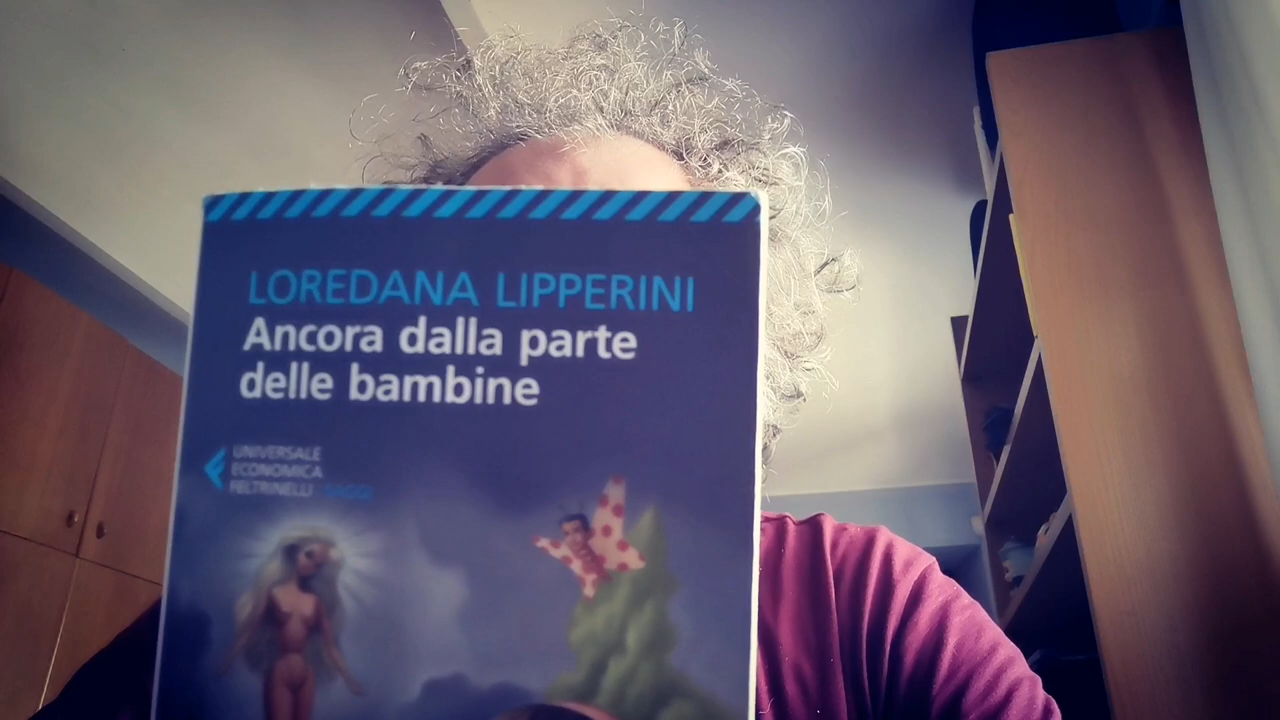 LOREDANA LIPPERINI
Ancora dalla parte
delle bambine
UNIVERSALE
ECONOMICA
FELTRINELLI SAGGI